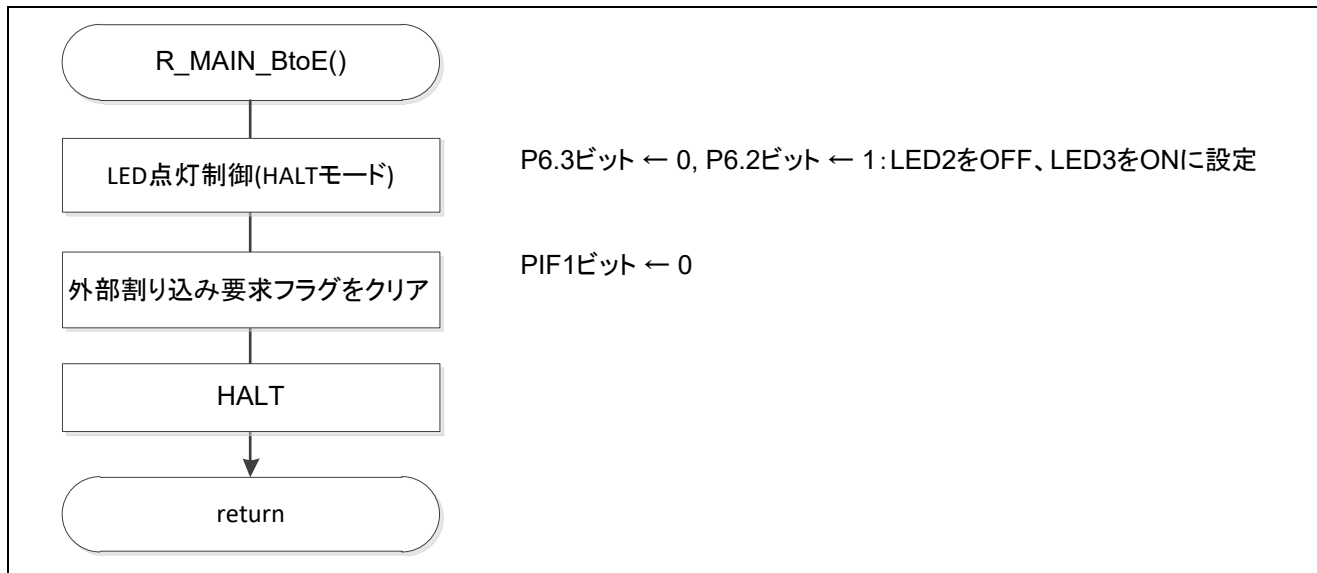 R_MAIN_BtoE()
LED点灯制御(HALTモード)
P6.3ビット ← 0, P6.2ビット ← 1：LED2をOFF、LED3をONに設定
外部割り込み要求フラグをクリア
PIF1ビット ← 0
HALT
return